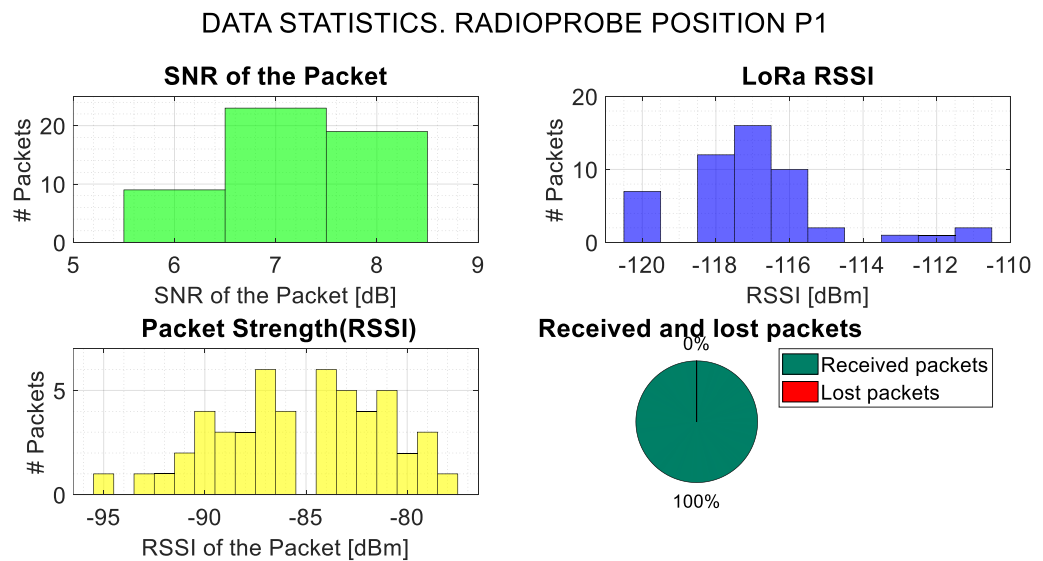 DATA STATISTICS. RADIOPROBE POSITION P1
SNR of the Packet
# Packets
20
10
0
5 6 7 8 9
SNR of the Packet [dB]
LoRa RSSI
# Packets
20
10
0
-120 -118 -116 -114 -112 -110
RSSI [dBm]
Packet Strength(RSSI)
# Packets
5
0
-95 -90 -85 -80
RSSI of the Packet [dBm]
Received and lost packets
0%
100%
Received packets
Lost packets